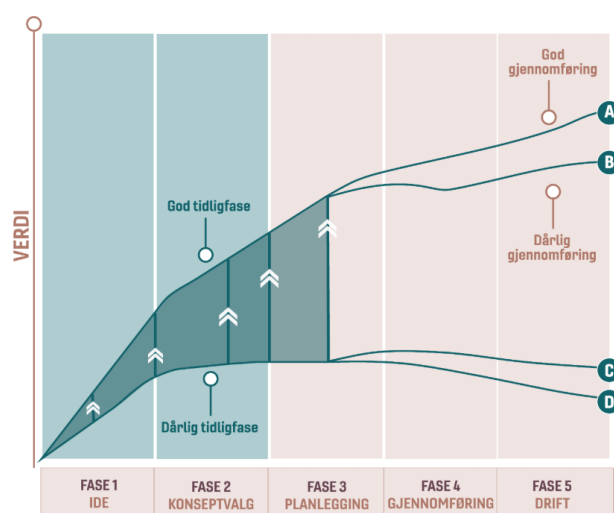 VERDI
God
gjennomføring
A
B
God tidligfase
Dårlig
gjennomføring
C
D
Dårlig tidligfase
FASE 1
IDE
FASE 2
KONSEPTVALG
FASE 3
PLANLEGGING
FASE 4
GJENNOMFØRING
FASE 5
DRIFT